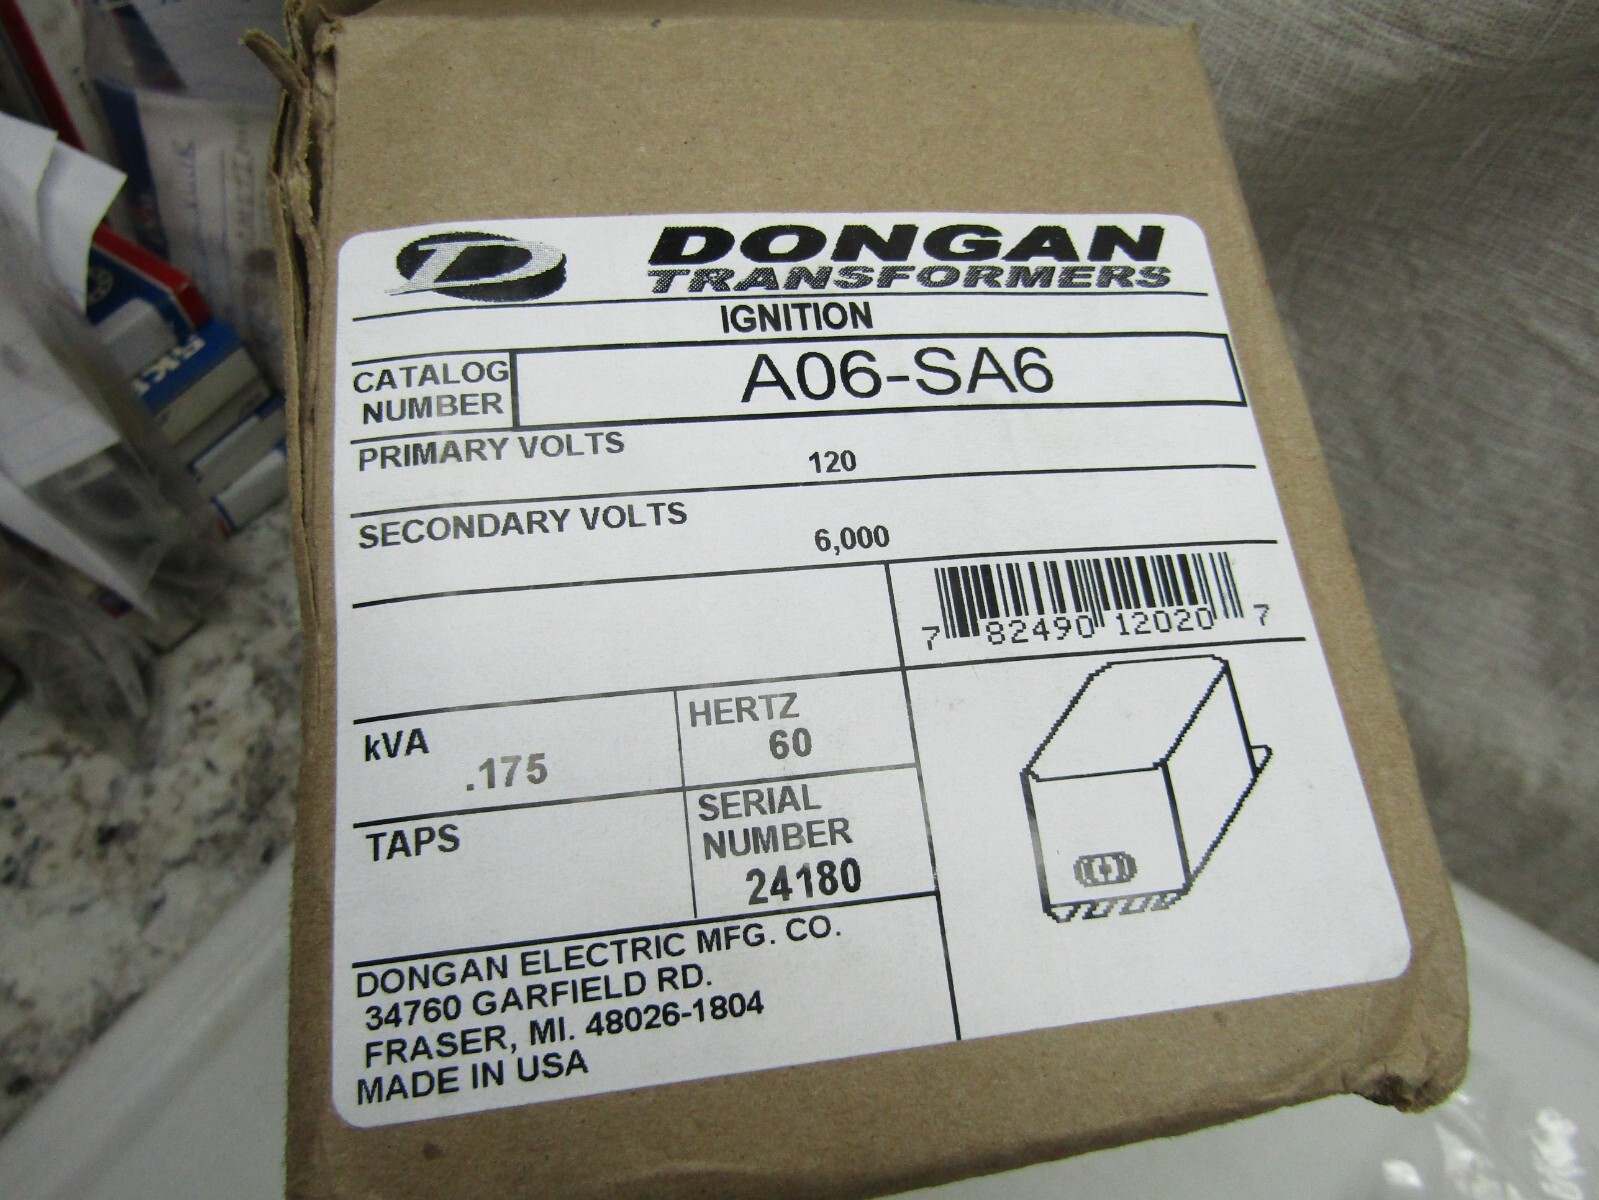 DONGAN
TRANSFORMERS
IGNITION
CATALOG
NUMBER
A06-SA6
PRIMARY VOLTS
120
SECONDARY VOLTS
6,000
7 82490 12020 7
kVA
.175
HERTZ
60
TAPS
SERIAL
NUMBER
24180
DONGAN ELECTRIC MFG. CO.
34760 GARFIELD RD.
FRASER, MI. 48026-1804
MADE IN USA
SKF